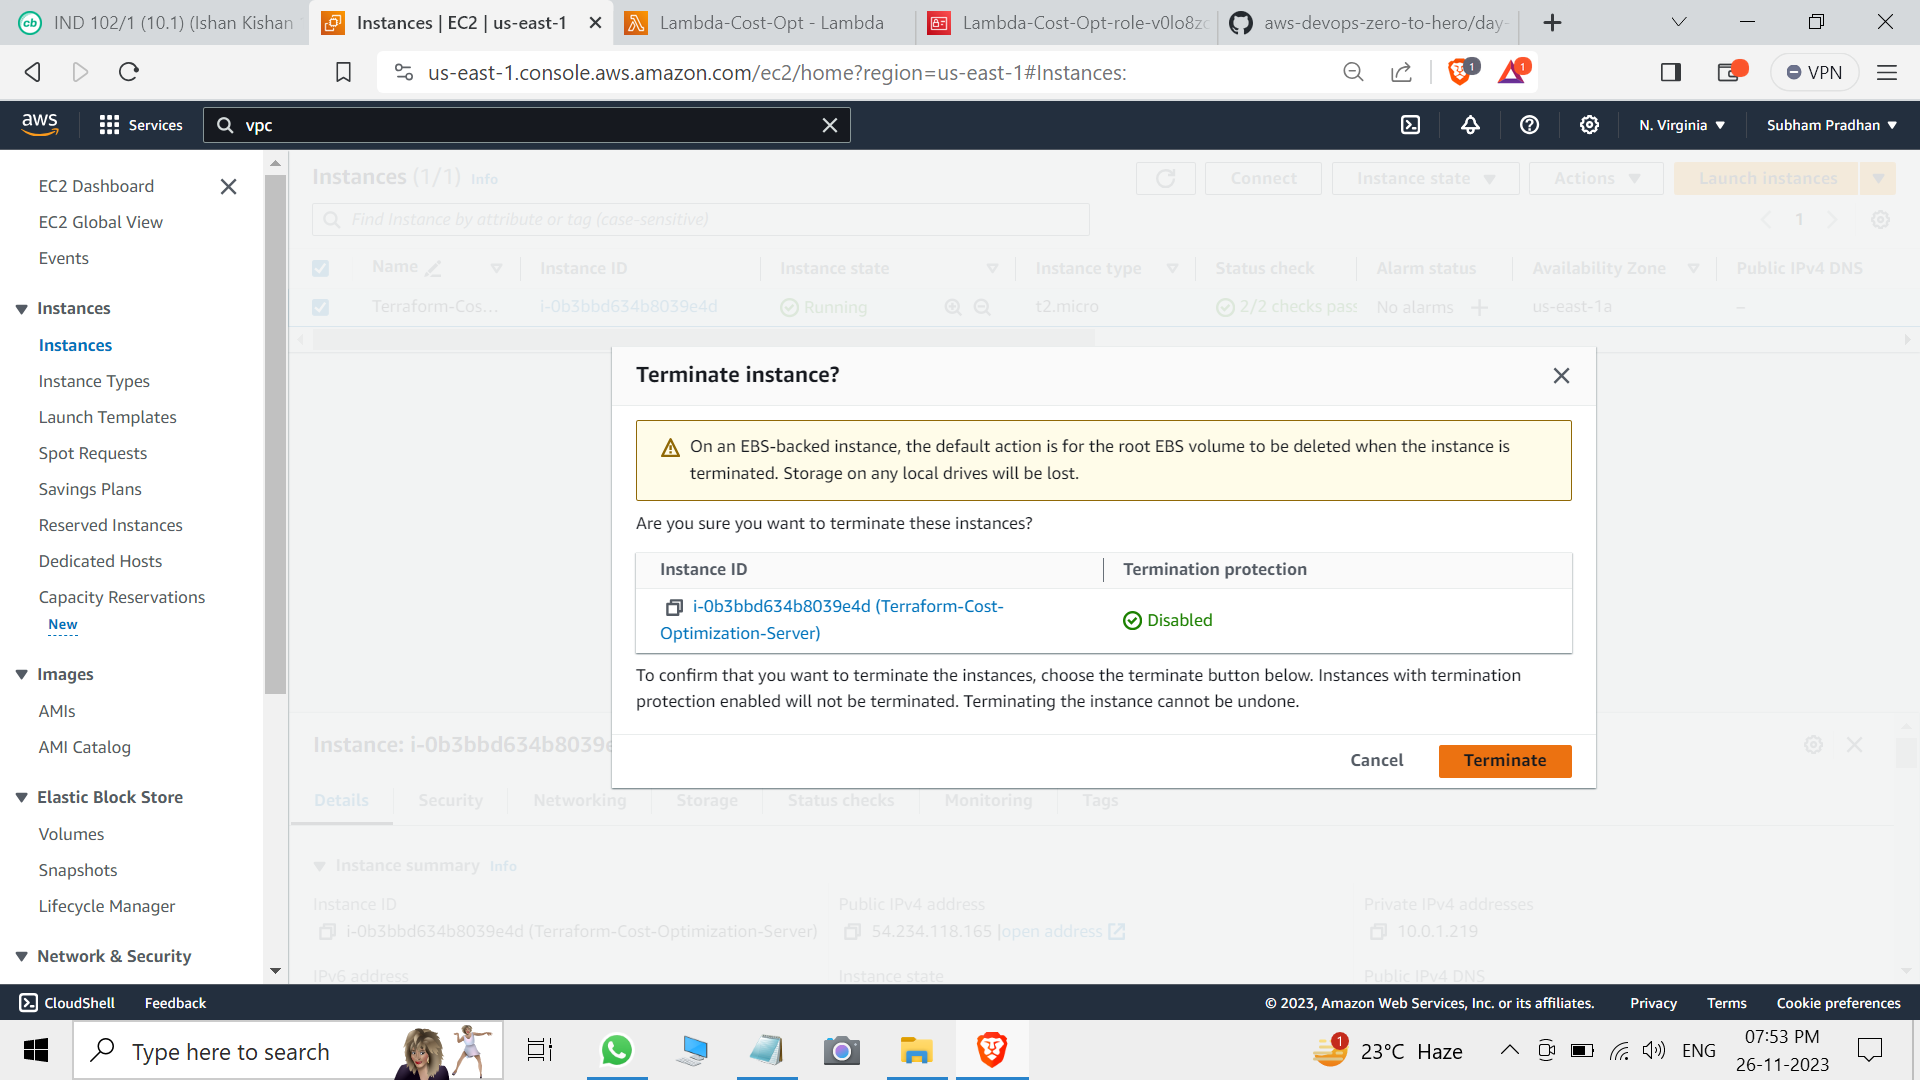 IND 102/1 (10.1) (Ishan Kishan
Instances | EC2 | us-east-1
Lambda-Cost-Opt - Lambda
Lambda-Cost-Opt-role-v0lo8z
aws-devops-zero-to-hero/day-
us-east-1.console.aws.amazon.com/ec2/home?region=us-east-1#Instances:
1
1
VPN
aws
Services
vpc
N. Virginia
Subham Pradhan
EC2 Dashboard
EC2 Global View
Events
Instances
Instances
Instance Types
Launch Templates
Spot Requests
Savings Plans
Reserved Instances
Dedicated Hosts
Capacity Reservations
New
Images
AMIs
AMI Catalog
Elastic Block Store
Volumes
Snapshots
Lifecycle Manager
Network & Security
Instances (1/1) Info
Connect
Instance state
Actions
Launch instances
Find Instance by attribute or tag (case-sensitive)
1
Name
Instance ID
Instance state
Instance type
Status check
Alarm status
Availability Zone
Public IPv4 DNS
Terraform-Cos...
i-0b3bbd634b8039e4d
Running
t2.micro
2/2 checks pass
No alarms
us-east-1a
–
Terminate instance?
On an EBS-backed instance, the default action is for the root EBS volume to be deleted when the instance is
terminated. Storage on any local drives will be lost.
Are you sure you want to terminate these instances?
Instance ID
Termination protection
i-0b3bbd634b8039e4d (Terraform-Cost-
Optimization-Server)
Disabled
To confirm that you want to terminate the instances, choose the terminate button below. Instances with termination
protection enabled will not be terminated. Terminating the instance cannot be undone.
Cancel
Terminate
Instance: i-0b3bbd634b8039e
Details
Security
Networking
Storage
Status checks
Monitoring
Tags
Instance summary Info
Instance ID
i-0b3bbd634b8039e4d (Terraform-Cost-Optimization-Server)
Public IPv4 address
54.234.118.165 |open address
Private IPv4 addresses
10.0.1.219
IPv6 address
Instance state
Public IPv4 DNS
CloudShell
Feedback
© 2023, Amazon Web Services, Inc. or its affiliates.
Privacy
Terms
Cookie preferences
Type here to search
1
23°C Haze
ENG
07:53 PM
26-11-2023